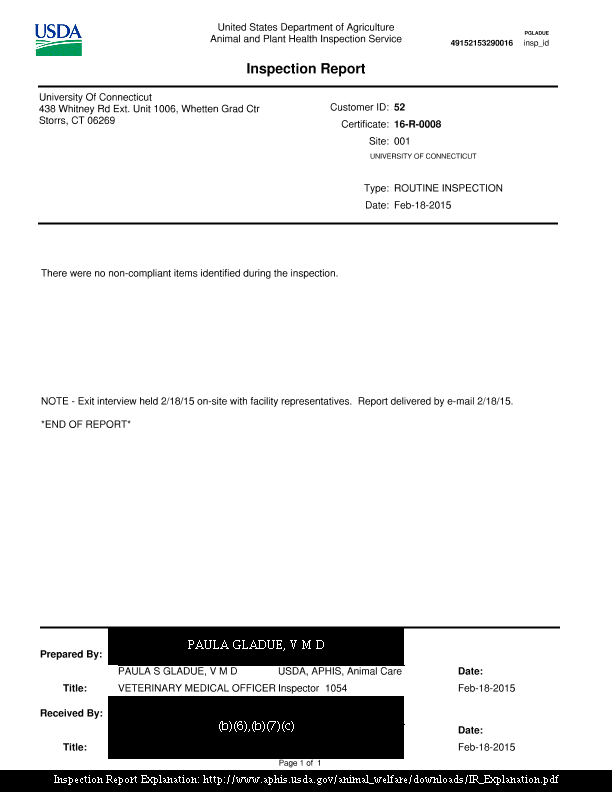 USDA
United States Department of Agriculture
Animal and Plant Health Inspection Service
PGLADUE
49152153290016 insp_id
Inspection Report
University Of Connecticut
438 Whitney Rd Ext. Unit 1006, Whetten Grad Ctr
Storrs, CT 06269
Customer ID: 52
Certificate: 16-R-0008
Site: 001
UNIVERSITY OF CONNECTICUT
Type: ROUTINE INSPECTION
Date: Feb-18-2015
There were no non-compliant items identified during the inspection.
NOTE - Exit interview held 2/18/15 on-site with facility representatives. Report delivered by e-mail 2/18/15.
*END OF REPORT*
PAULA GLADUE, V M D
Prepared By:
PAULA S GLADUE, V M D USDA, APHIS, Animal Care Date:
Title: VETERINARY MEDICAL OFFICER Inspector 1054 Feb-18-2015
Received By:
(b)(6),(b)(7)(c)
Date:
Title: Feb-18-2015
Page 1 of 1
Inspection Report Explanation: http://www.aphis.usda.gov/animal_welfare/downloads/IR_Explanation.pdf